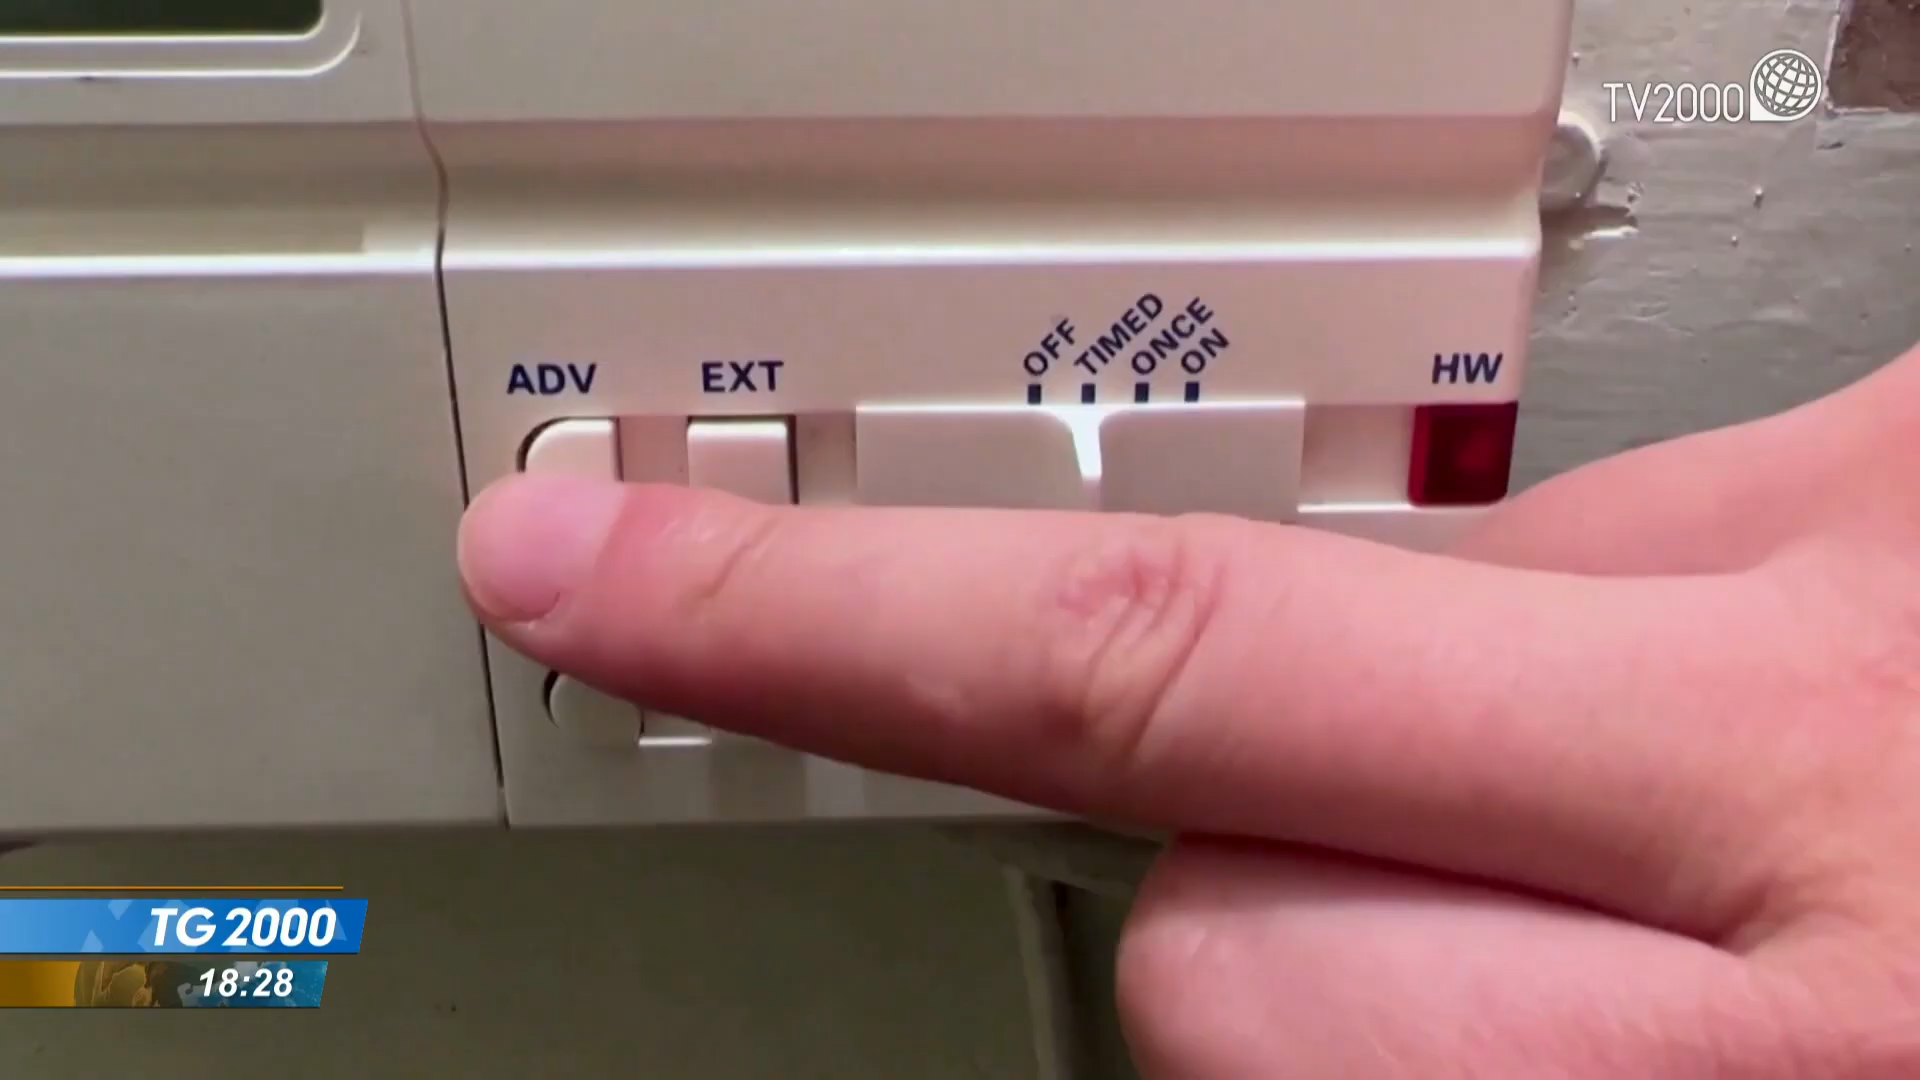 TV2000
OFF
TIMED
ONCE
ON
ADV
EXT
HW
TG 2000
18:28